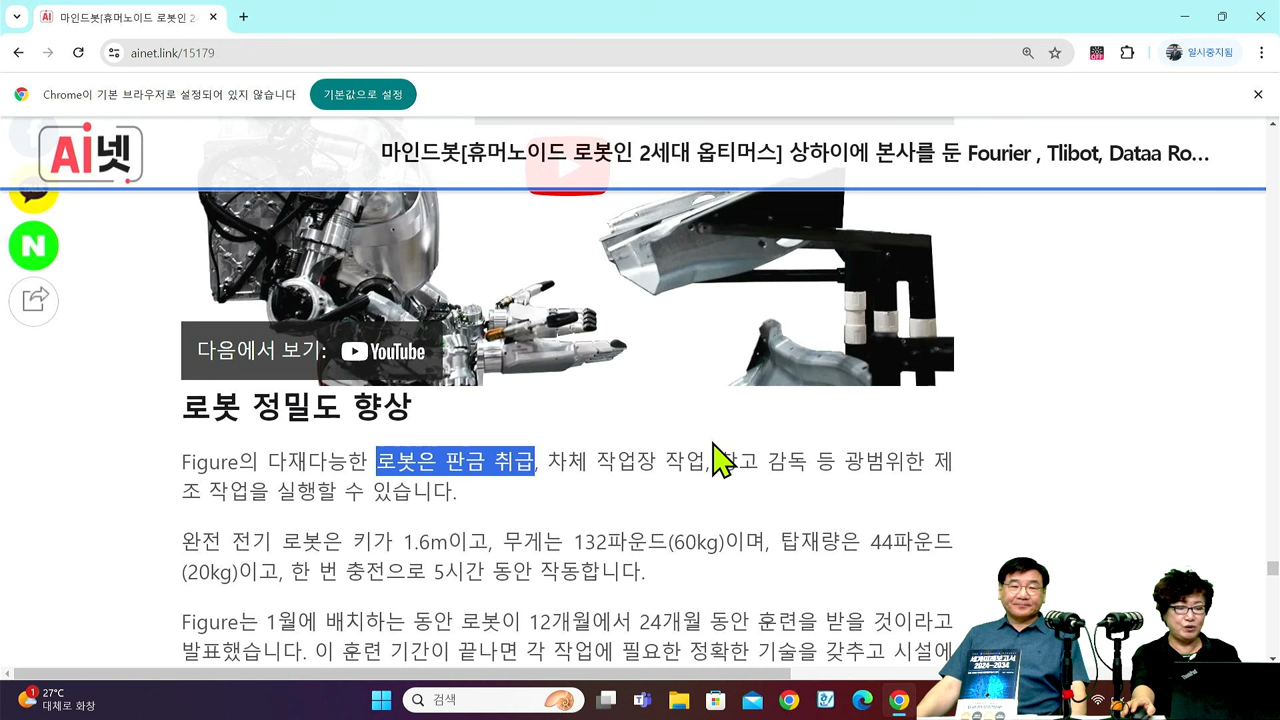 마인드봇[휴머노이드 로봇인 2
ainet.link/15179
일시중지됨
Chrome이 기본 브라우저로 설정되어 있지 않습니다
기본값으로 설정
Ai넷
마인드봇[휴머노이드 로봇인 2세대 옵티머스] 상하이에 본사를 둔 Fourier , Tlibot, Dataa Ro...
N
다음에서 보기: YouTube
로봇 정밀도 향상
Figure의 다재다능한 로봇은 판금 취급, 차체 작업장 작업, 고 감독 등 광범위한 제
조 작업을 실행할 수 있습니다.
완전 전기 로봇은 키가 1.6m이고, 무게는 132파운드(60kg)이며, 탑재량은 44파운드
(20kg)이고, 한 번 충전으로 5시간 동안 작동합니다.
Figure는 1월에 배치하는 동안 로봇이 12개월에서 24개월 동안 훈련을 받을 것이라고
발표했습니다. 이 훈련 기간이 끝나면 각 작업에 필요한 정확한 기술을 갖추고 시설에
세계미래보고서
2024-2034
ThinkPad
1
27°C
대체로 화창
검색